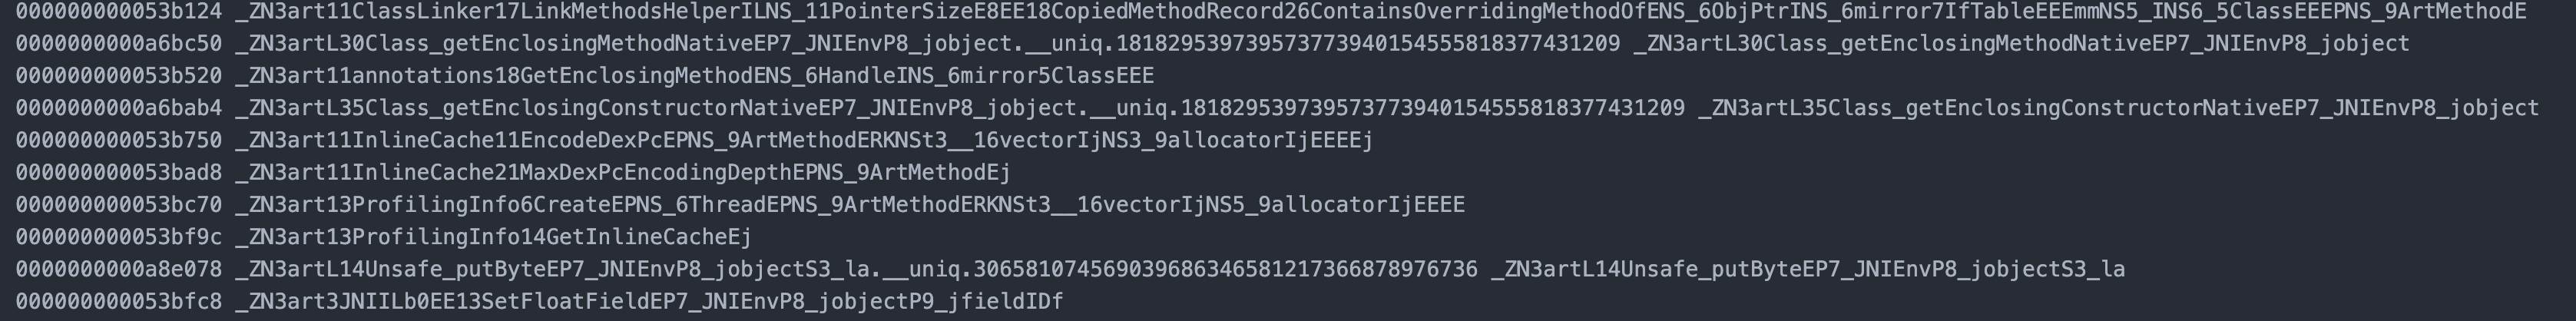 000000000053b124 _ZN3art11ClassLinker17LinkMethodsHelperILNS_11PointerSizeE8EE18CopiedMethodRecord26ContainsOverridingMethodOfENS_6ObjPtrINS_6mirror7IfTableEEEmmNS5_INS6_5ClassEEEPNS_9ArtMethodE
0000000000a6bc50 _ZN3artL30Class_getEnclosingMethodNativeEP7_JNIEnvP8_jobject.__uniq.181829539739573773940154555818377431209 _ZN3artL30Class_getEnclosingMethodNativeEP7_JNIEnvP8_jobject
000000000053b520 _ZN3art11annotations18GetEnclosingMethodENS_6HandleINS_6mirror5ClassEEE
0000000000a6bab4 _ZN3artL35Class_getEnclosingConstructorNativeEP7_JNIEnvP8_jobject.__uniq.181829539739573773940154555818377431209 _ZN3artL35Class_getEnclosingConstructorNativeEP7_JNIEnvP8_jobject
000000000053b750 _ZN3art11InlineCache11EncodeDexPcEPNS_9ArtMethodERKNSt3__16vectorIjNS3_9allocatorIjEEEEj
000000000053bad8 _ZN3art11InlineCache21MaxDexPcEncodingDepthEPNS_9ArtMethodEj
000000000053bc70 _ZN3art13ProfilingInfo6CreateEPNS_6ThreadEPNS_9ArtMethodERKNSt3__16vectorIjNS5_9allocatorIjEEEE
000000000053bf9c _ZN3art13ProfilingInfo14GetInlineCacheEj
0000000000a8e078 _ZN3artL14Unsafe_putByteEP7_JNIEnvP8_jobjectS3_la.__uniq.306581074569039686346581217366878976736 _ZN3artL14Unsafe_putByteEP7_JNIEnvP8_jobjectS3_la
000000000053bfc8 _ZN3art3JNIILb0EE13SetFloatFieldEP7_JNIEnvP8_jobjectP9_jfieldIDf